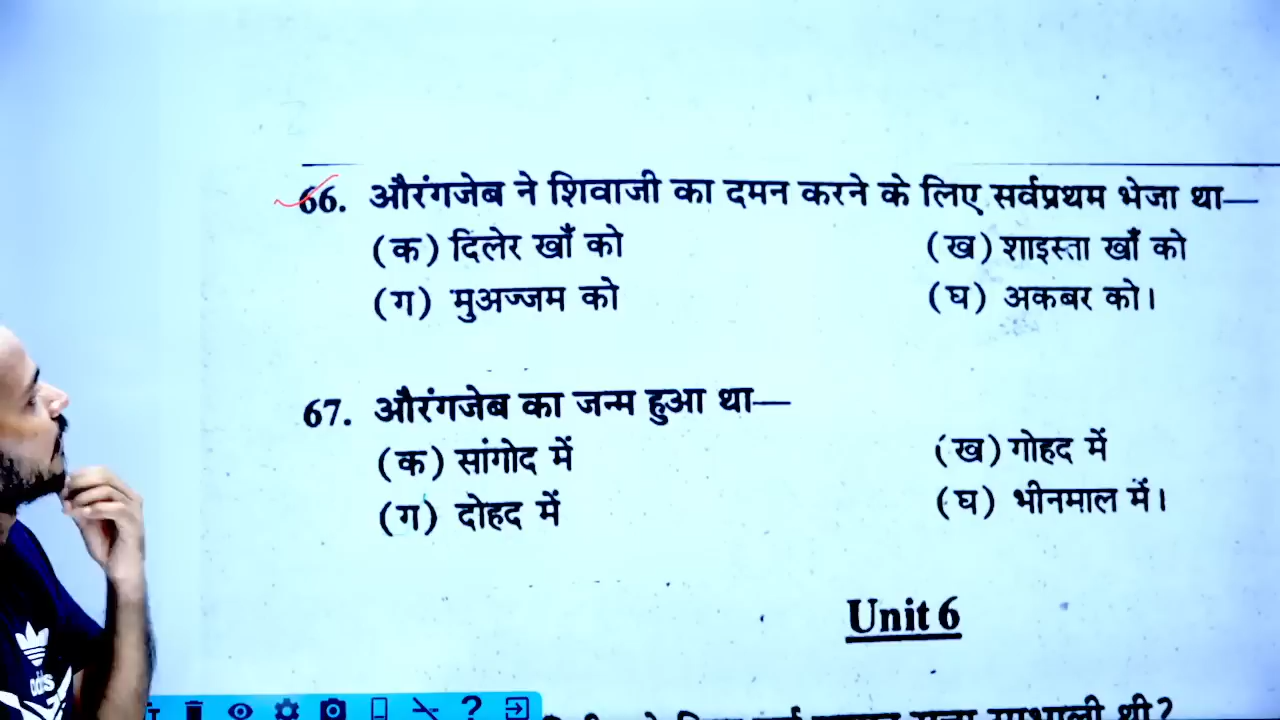 66. औरंगजेब ने शिवाजी का दमन करने के लिए सर्वप्रथम भेजा था—
(क) दिलेर खाँ को (ख) शाइस्ता खाँ को
(ग) मुअज्जम को (घ) अकबर को।
67. औरंगजेब का जन्म हुआ था—
(क) सांगोद में (ख) गोहद में
(ग) दोहद में (घ) भीनमाल में।
Unit 6
थी?